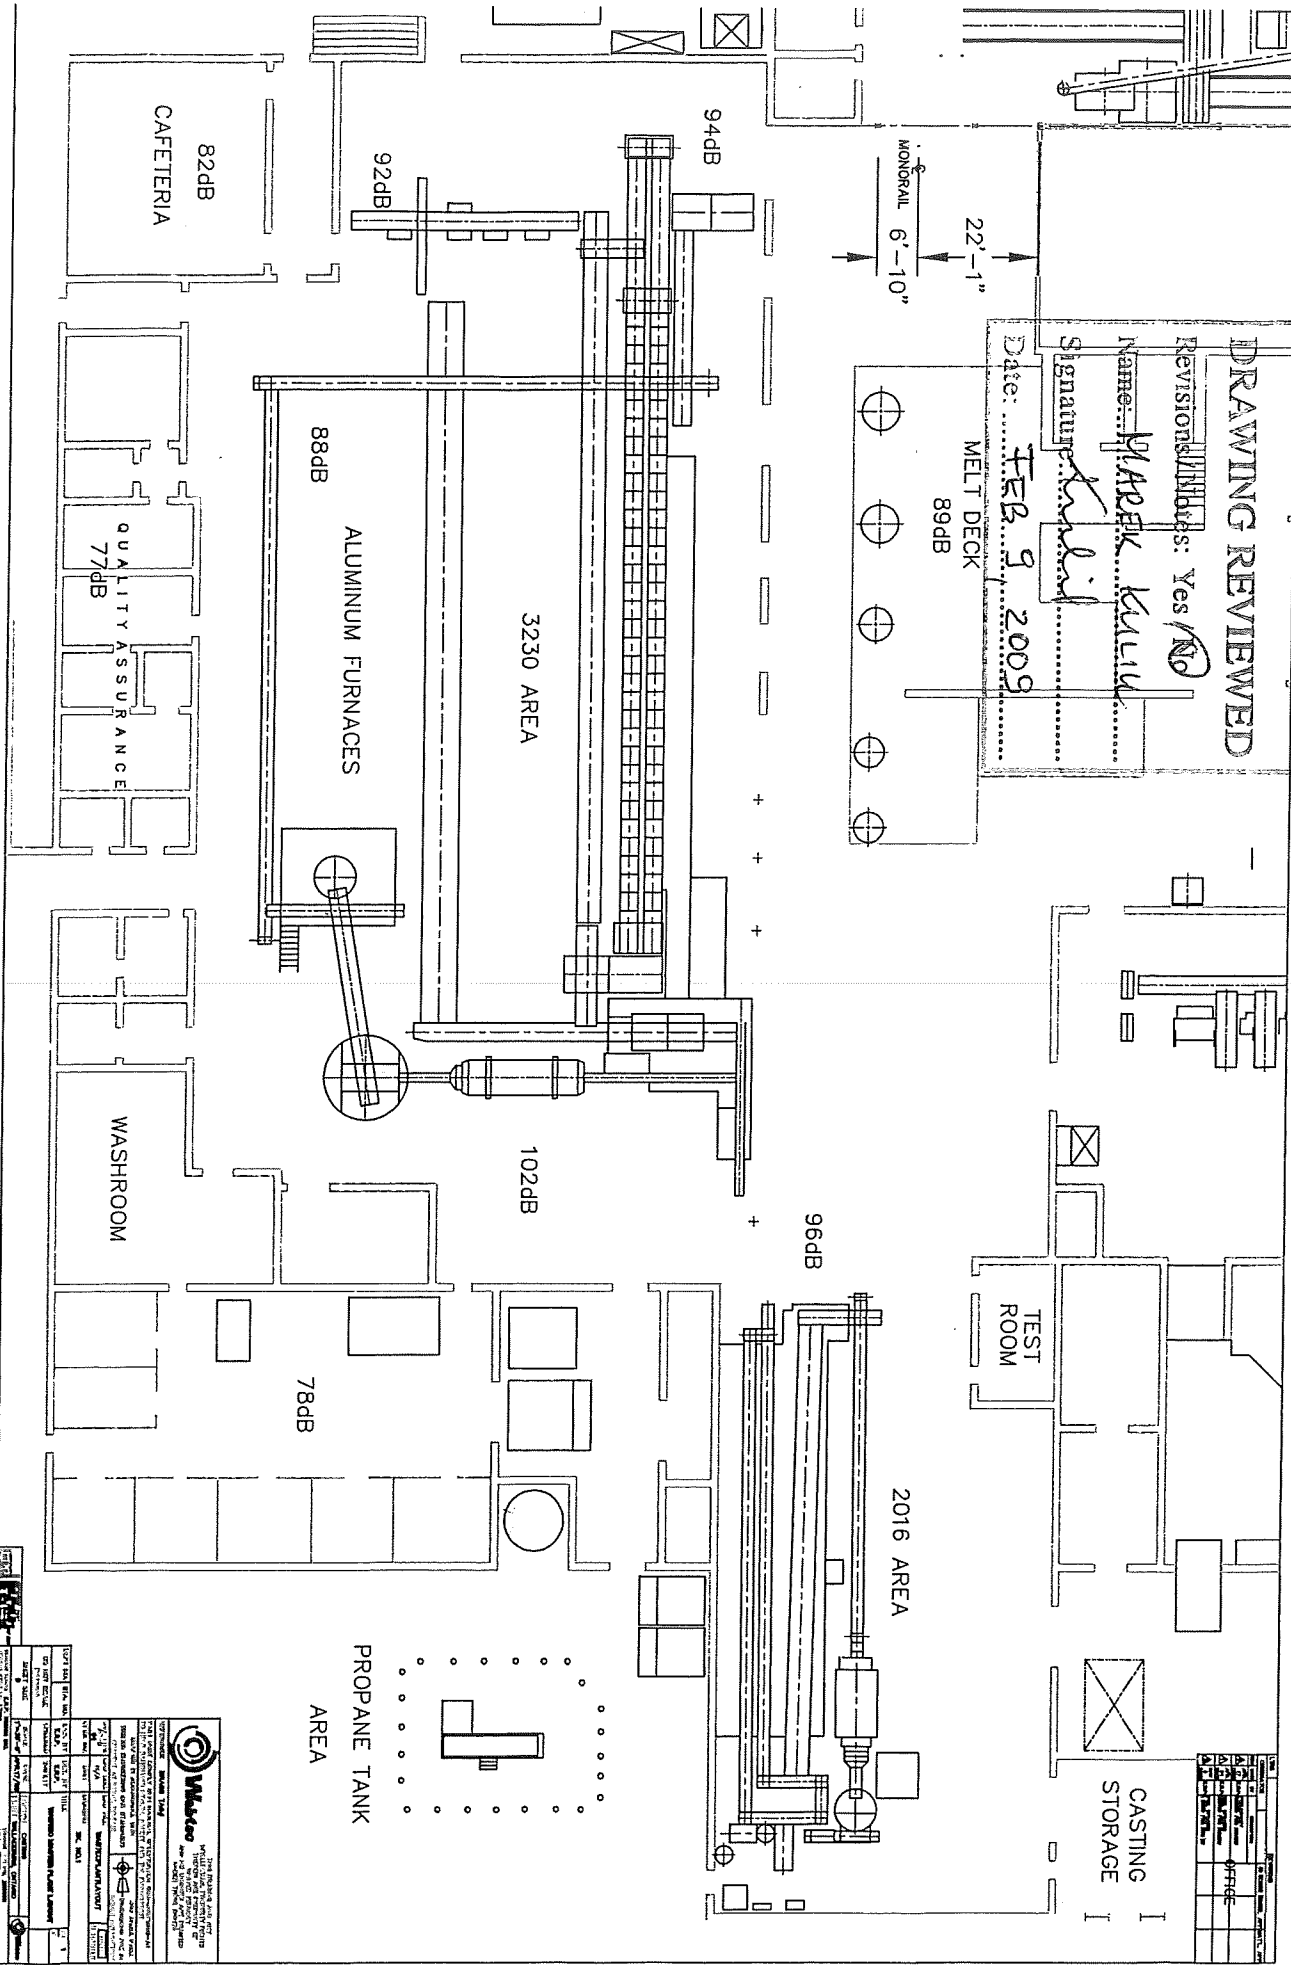 DRAWING REVIEWED
Revisions/Notes: Yes/No
Name: MAREK KULIK
Signature
Date: FEB 9 2009
94dB
92dB
82dB
CAFETERIA
℄
MONORAIL
6'-10"
22'-1"
MELT DECK
89dB
88dB
ALUMINUM FURNACES
3230 AREA
QUALITY ASSURANCE
77dB
WASHROOM
102dB
96dB
TEST
ROOM
78dB
2016 AREA
PROPANE TANK
AREA
CASTING
STORAGE
OFFICE
Wabtec